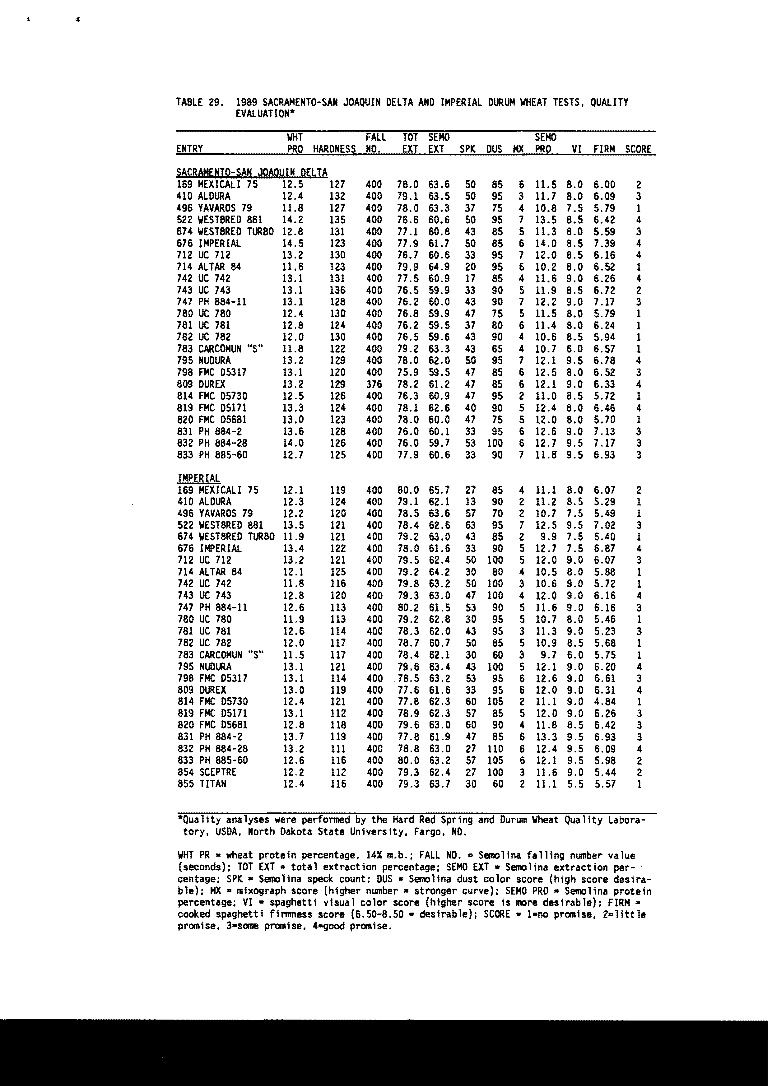 TABLE 29. 1989 SACRAMENTO-SAN JOAQUIN DELTA AND IMPERIAL DURUM WHEAT TESTS, QUALITY
EVALUATION*
WHT FALL TOT SEMO SEMO
ENTRY PRO HARDNESS NO. EXT EXT SPK DUS MX PRO VI FIRM SCORE
SACRAMENTO-SAN JOAQUIN DELTA
169 MEXICALI 75 12.5 127 400 78.0 63.6 50 85 6 11.5 8.0 6.00 2
410 ALDURA 12.4 132 400 79.1 63.5 50 95 3 11.7 8.0 6.09 3
496 YAVAROS 79 11.8 127 400 78.0 63.3 37 75 4 10.8 7.5 5.79 1
522 WESTBRED 881 14.2 135 400 76.6 60.6 50 95 7 13.5 8.5 6.42 4
674 WESTBRED TURBO 12.8 131 400 77.1 60.8 43 85 5 11.3 8.0 5.59 3
676 IMPERIAL 14.5 123 400 77.9 61.7 50 85 6 14.0 8.5 7.39 4
712 UC 712 13.2 130 400 76.7 60.6 33 95 7 12.0 8.5 6.16 4
714 ALTAR 84 11.6 123 400 79.9 64.9 20 95 6 10.2 8.0 6.52 1
742 UC 742 13.1 131 400 77.5 60.9 17 85 4 11.6 9.0 6.26 4
743 UC 743 13.1 136 400 76.5 59.9 33 90 5 11.9 8.5 6.72 2
747 PH 884-11 13.1 128 400 76.2 60.0 43 90 7 12.2 9.0 7.17 3
780 UC 780 12.4 130 400 76.8 59.9 47 75 5 11.5 8.0 5.79 1
781 UC 781 12.8 124 400 76.2 59.5 37 80 6 11.4 8.0 6.24 1
782 UC 782 12.0 130 400 76.5 59.6 43 90 4 10.6 8.5 5.94 1
783 CARCOMUN "S" 11.8 122 400 79.2 63.3 43 65 4 10.7 6.0 6.57 1
795 NUDURA 13.2 129 400 78.0 62.0 50 95 7 12.1 9.5 6.78 4
798 FMC D5317 13.1 120 400 75.9 59.5 47 85 6 12.5 8.0 6.52 3
809 DUREX 13.2 129 376 78.2 61.2 47 85 6 12.1 9.0 6.33 4
814 FMC D5730 12.5 126 400 76.3 60.9 47 95 2 11.0 8.5 5.72 1
819 FMC D5171 13.3 124 400 78.1 62.6 40 90 5 12.4 8.0 6.46 4
820 FMC D5681 13.0 123 400 78.0 60.0 47 75 5 12.0 8.0 5.70 1
831 PH 884-2 13.6 128 400 76.0 60.1 33 95 6 12.6 9.0 7.13 3
832 PH 884-28 14.0 126 400 76.0 59.7 53 100 6 12.7 9.5 7.17 3
833 PH 885-60 12.7 125 400 77.9 60.6 33 90 7 11.8 9.5 6.93 3
IMPERIAL
169 MEXICALI 75 12.1 119 400 80.0 65.7 27 85 4 11.1 8.0 6.07 2
410 ALDURA 12.3 124 400 79.1 62.1 13 90 2 11.2 8.5 5.29 1
496 YAVAROS 79 12.2 120 400 78.5 63.6 57 70 2 10.7 7.5 5.49 1
522 WESTBRED 881 13.5 121 400 78.4 62.6 63 95 7 12.5 9.5 7.02 3
674 WESTBRED TURBO 11.9 121 400 79.2 63.0 43 85 2 9.9 7.5 5.40 1
676 IMPERIAL 13.4 122 400 78.0 61.6 33 90 5 12.7 7.5 6.87 4
712 UC 712 13.2 121 400 79.5 62.4 50 100 5 12.0 9.0 6.07 3
714 ALTAR 84 12.1 125 400 79.2 64.2 30 80 4 10.5 8.0 5.88 1
742 UC 742 11.8 116 400 79.8 63.2 50 100 3 10.6 9.0 5.72 1
743 UC 743 12.8 120 400 79.3 63.0 47 100 4 12.0 9.0 6.16 4
747 PH 884-11 12.6 113 400 80.2 61.5 53 90 5 11.6 9.0 6.16 3
780 UC 780 11.9 113 400 79.2 62.8 30 95 5 10.7 8.0 5.46 1
781 UC 781 12.6 114 400 78.3 62.0 43 95 3 11.3 9.0 5.23 3
782 UC 782 12.0 117 400 78.7 60.7 50 85 5 10.9 8.5 5.68 1
783 CARCOMUN "S" 11.5 117 400 78.4 62.1 30 60 3 9.7 6.0 5.75 1
795 NUDURA 13.1 121 400 79.6 63.4 43 100 5 12.1 9.0 6.20 4
798 FMC D5317 13.1 114 400 78.5 63.2 53 95 6 12.6 9.0 6.61 3
809 DUREX 13.0 119 400 77.6 61.6 33 95 6 12.0 9.0 6.31 4
814 FMC D5730 12.4 121 400 77.8 62.3 60 105 2 11.1 9.0 4.84 1
819 FMC D5171 13.1 112 400 78.9 62.3 57 85 5 12.0 9.0 6.26 3
820 FMC D5681 12.8 118 400 79.6 63.0 60 90 4 11.8 8.5 6.42 3
831 PH 884-2 13.7 119 400 77.8 61.9 47 85 6 13.3 9.5 6.93 3
832 PH 884-28 13.2 111 400 78.8 63.0 27 110 6 12.4 9.5 6.09 4
833 PH 885-60 12.6 116 400 80.0 63.2 57 105 6 12.1 9.5 5.98 2
854 SCEPTRE 12.2 112 400 79.3 62.4 27 100 3 11.6 9.0 5.44 2
855 TITAN 12.4 116 400 79.3 63.7 30 60 2 11.1 5.5 5.57 1
*Quality analyses were performed by the Hard Red Spring and Durum Wheat Quality Labora-
tory, USDA, North Dakota State University, Fargo, ND.
WHT PR = wheat protein percentage, 14% m.b.; FALL NO. = Semolina falling number value
(seconds); TOT EXT = total extraction percentage; SEMO EXT = Semolina extraction per-
centage; SPK = Semolina speck count; DUS = Semolina dust color score (high score desira-
ble); MX = mixograph score (higher number = stronger curve); SEMO PRO = Semolina protein
percentage; VI = spaghetti visual color score (higher score is more desirable); FIRM =
cooked spaghetti firmness score (6.50-8.50 = desirable); SCORE = 1=no promise, 2=little
promise, 3=some promise, 4=good promise.